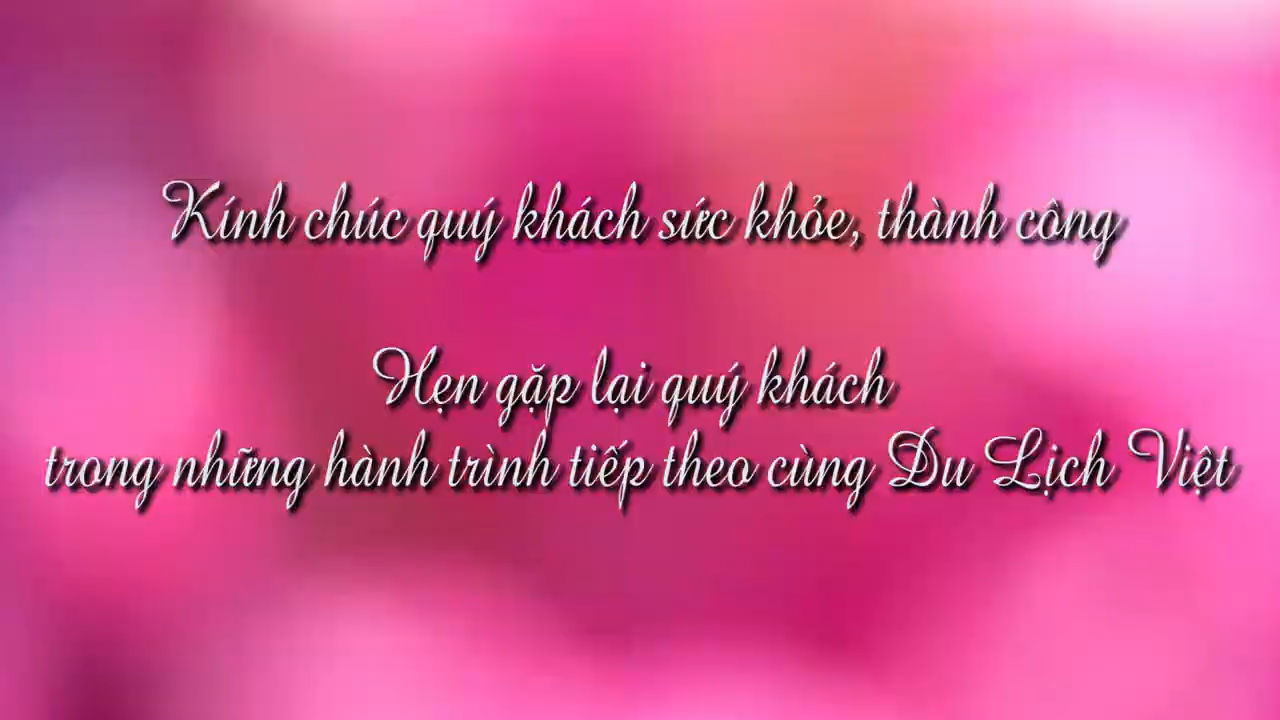 Kính chúc quý khách sức khỏe, thành công
Hẹn gặp lại quý khách
trong những hành trình tiếp theo cùng Du Lịch Việt